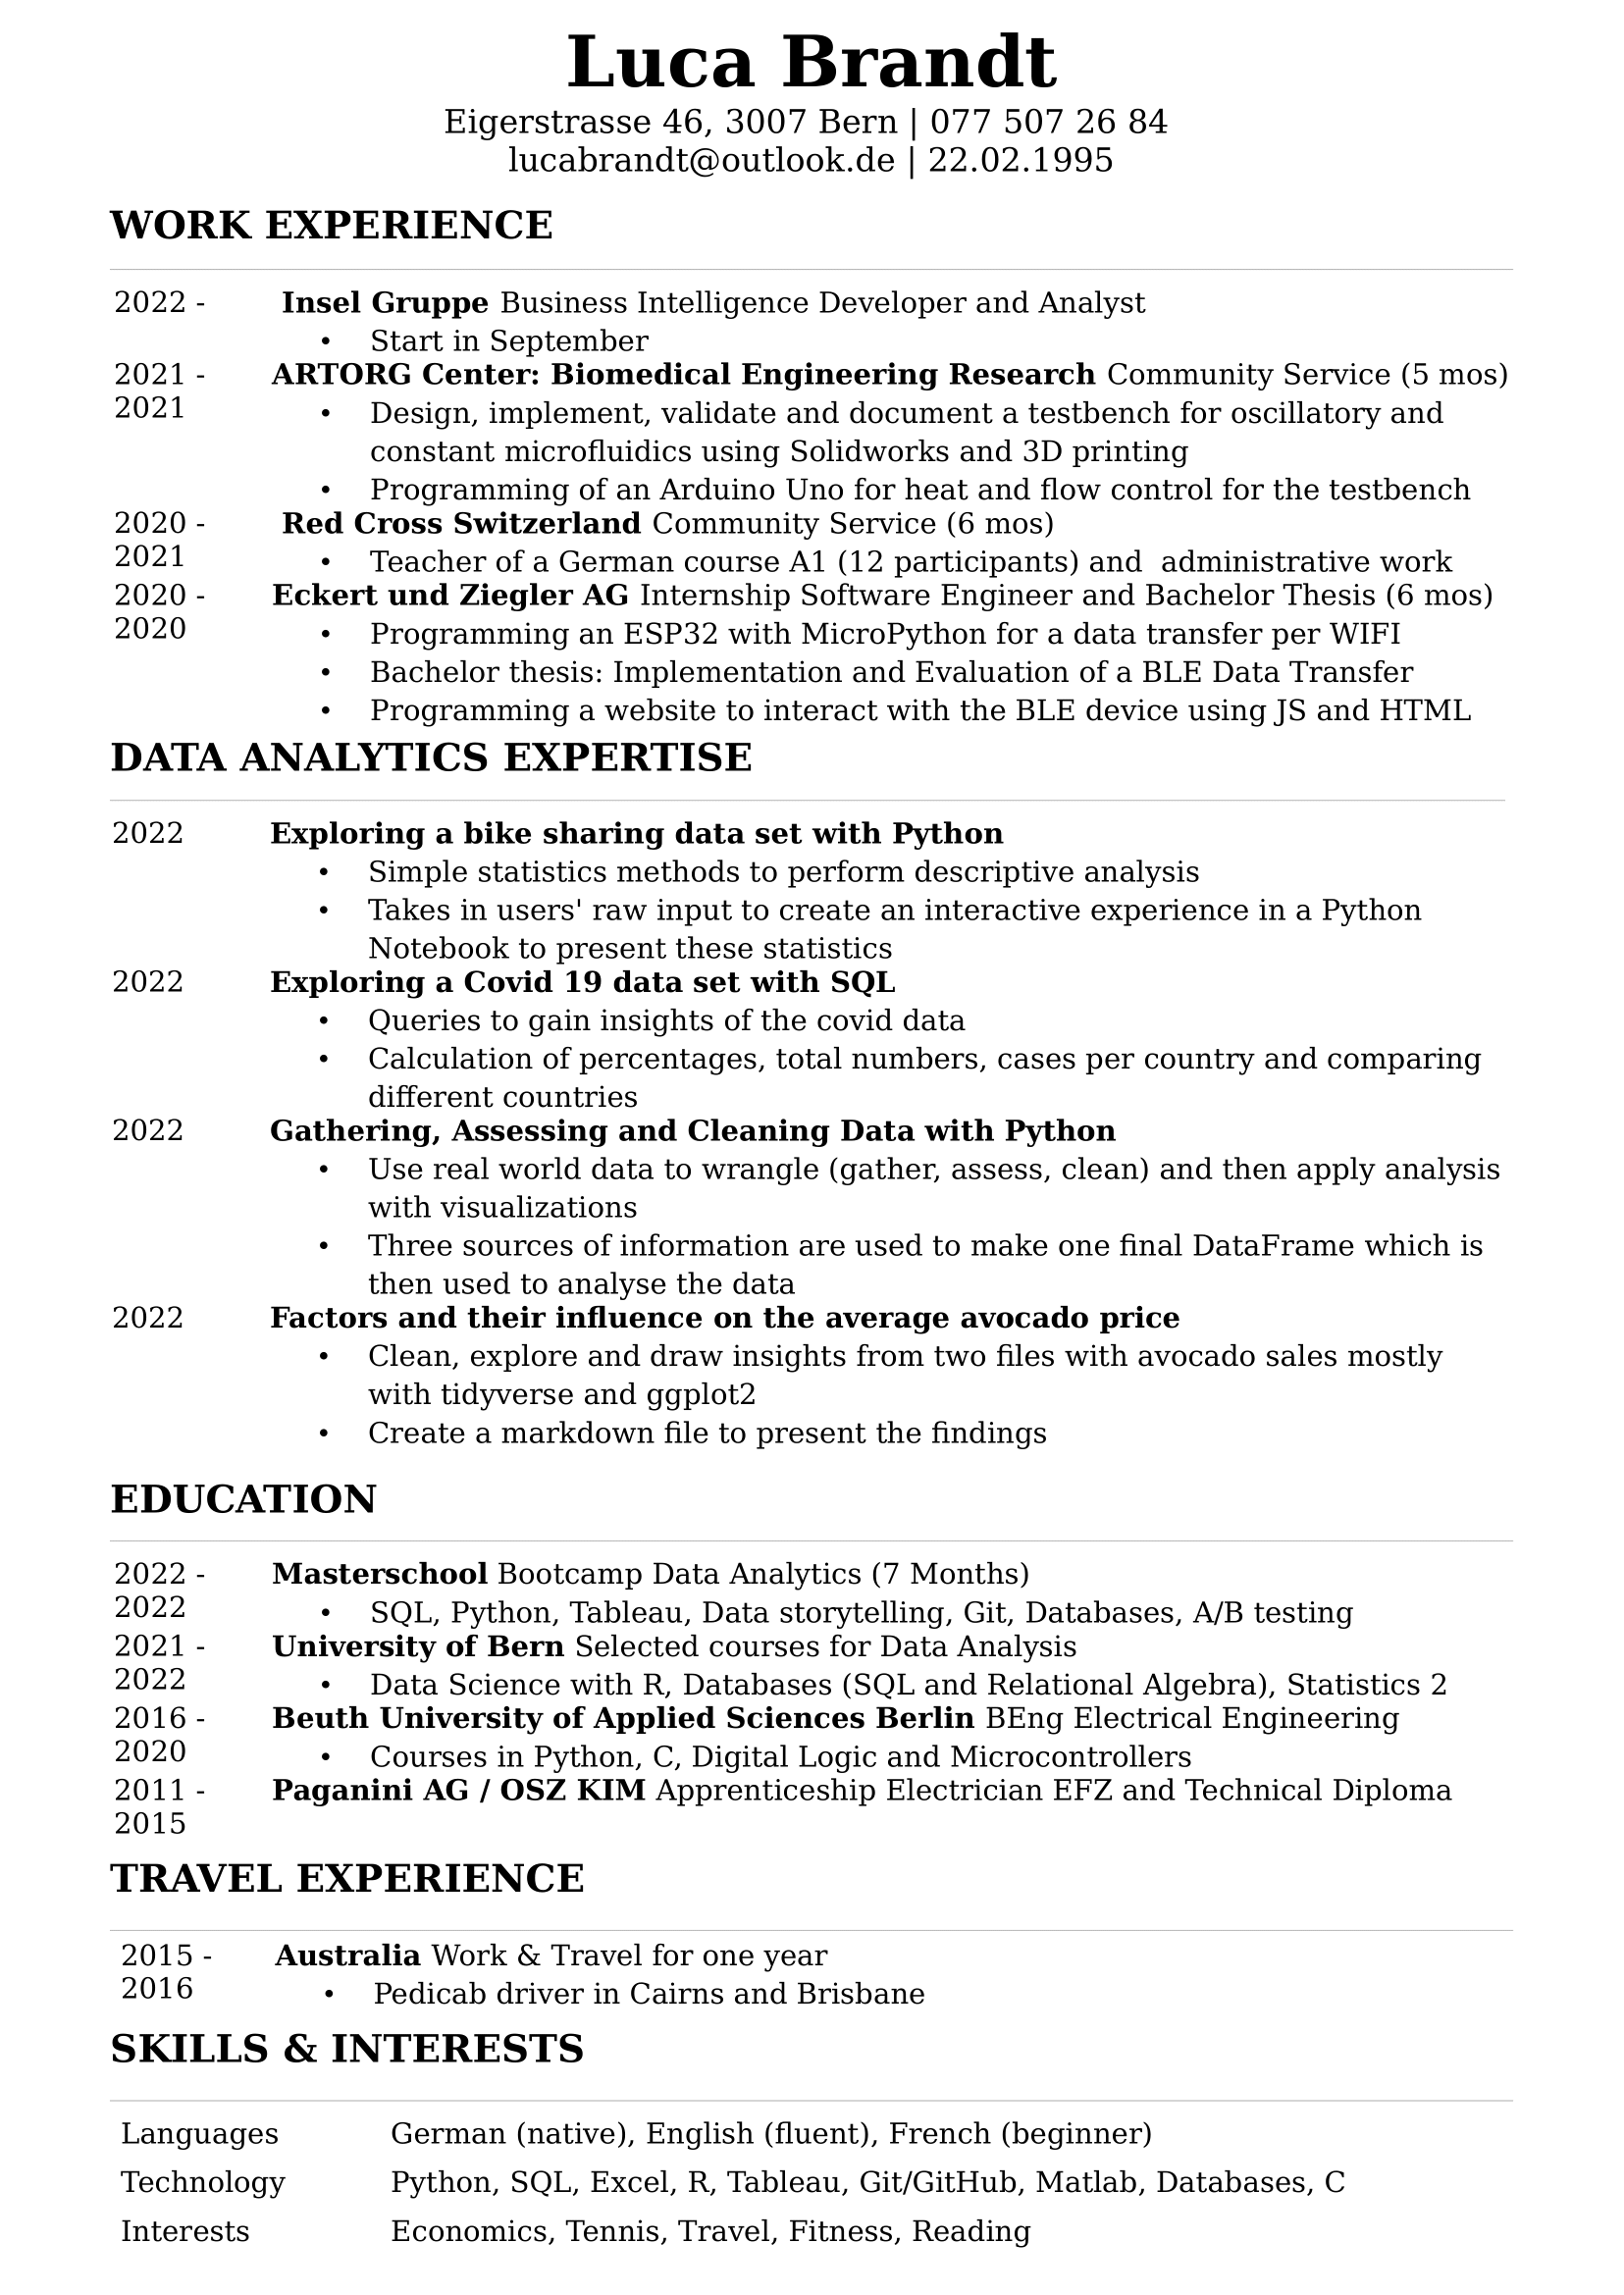 Luca Brandt
Eigerstrasse 46, 3007 Bern | 077 507 26 84
lucabrandt@outlook.de | 22.02.1995
WORK EXPERIENCE
2022 - Insel Gruppe Business Intelligence Developer and Analyst
• Start in September
2021 - ARTORG Center: Biomedical Engineering Research Community Service (5 mos)
2021 • Design, implement, validate and document a testbench for oscillatory and
constant microfluidics using Solidworks and 3D printing
• Programming of an Arduino Uno for heat and flow control for the testbench
2020 - Red Cross Switzerland Community Service (6 mos)
2021 • Teacher of a German course A1 (12 participants) and  administrative work
2020 - Eckert und Ziegler AG Internship Software Engineer and Bachelor Thesis (6 mos)
2020 • Programming an ESP32 with MicroPython for a data transfer per WIFI
• Bachelor thesis: Implementation and Evaluation of a BLE Data Transfer
• Programming a website to interact with the BLE device using JS and HTML
DATA ANALYTICS EXPERTISE
2022 Exploring a bike sharing data set with Python
• Simple statistics methods to perform descriptive analysis
• Takes in users' raw input to create an interactive experience in a Python
Notebook to present these statistics
2022 Exploring a Covid 19 data set with SQL
• Queries to gain insights of the covid data
• Calculation of percentages, total numbers, cases per country and comparing
different countries
2022 Gathering, Assessing and Cleaning Data with Python
• Use real world data to wrangle (gather, assess, clean) and then apply analysis
with visualizations
• Three sources of information are used to make one final DataFrame which is
then used to analyse the data
2022 Factors and their influence on the average avocado price
• Clean, explore and draw insights from two files with avocado sales mostly
with tidyverse and ggplot2
• Create a markdown file to present the findings
EDUCATION
2022 - Masterschool Bootcamp Data Analytics (7 Months)
2022 • SQL, Python, Tableau, Data storytelling, Git, Databases, A/B testing
2021 - University of Bern Selected courses for Data Analysis
2022 • Data Science with R, Databases (SQL and Relational Algebra), Statistics 2
2016 - Beuth University of Applied Sciences Berlin BEng Electrical Engineering
2020 • Courses in Python, C, Digital Logic and Microcontrollers
2011 - Paganini AG / OSZ KIM Apprenticeship Electrician EFZ and Technical Diploma
2015
TRAVEL EXPERIENCE
2015 - Australia Work & Travel for one year
2016 • Pedicab driver in Cairns and Brisbane
SKILLS & INTERESTS
Languages German (native), English (fluent), French (beginner)
Technology Python, SQL, Excel, R, Tableau, Git/GitHub, Matlab, Databases, C
Interests Economics, Tennis, Travel, Fitness, Reading